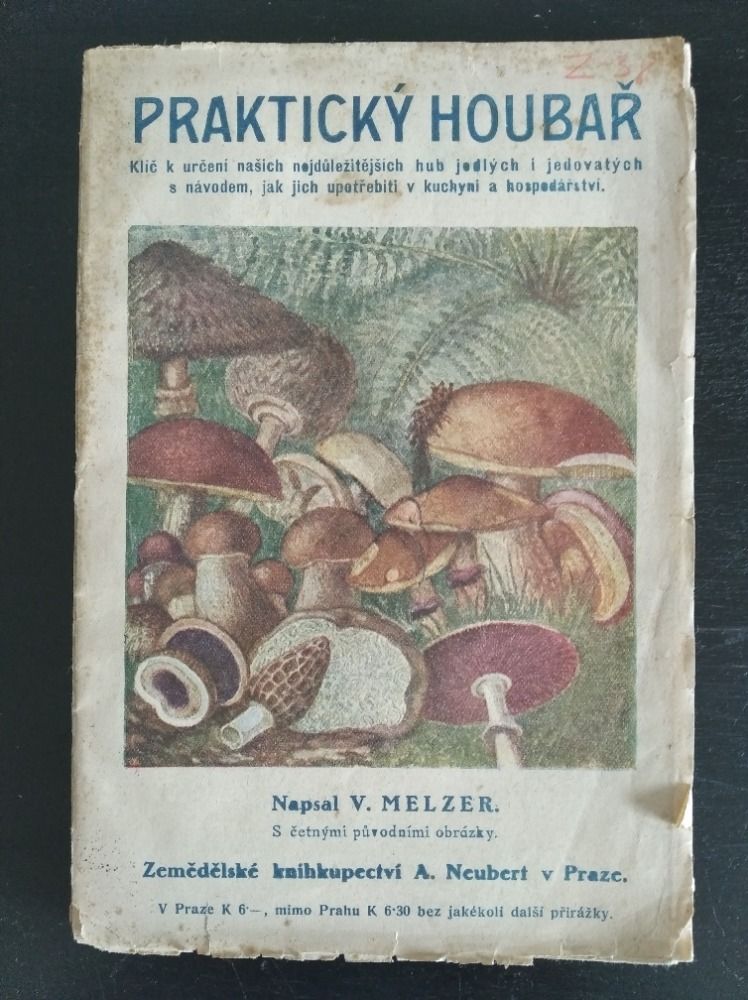 Z-38
PRAKTICKÝ HOUBAŘ
Klíč k určení našich nejdůležitějších hub jedlých i jedovatých
s návodem, jak jich upotřebiti v kuchyni a hospodářství.
Napsal V. MELZER.
S četnými původními obrázky.
Zemědělské knihkupectví A. Neubert v Praze.
V Praze K 6·—, mimo Prahu K 6·30 bez jakékoli další přirážky.